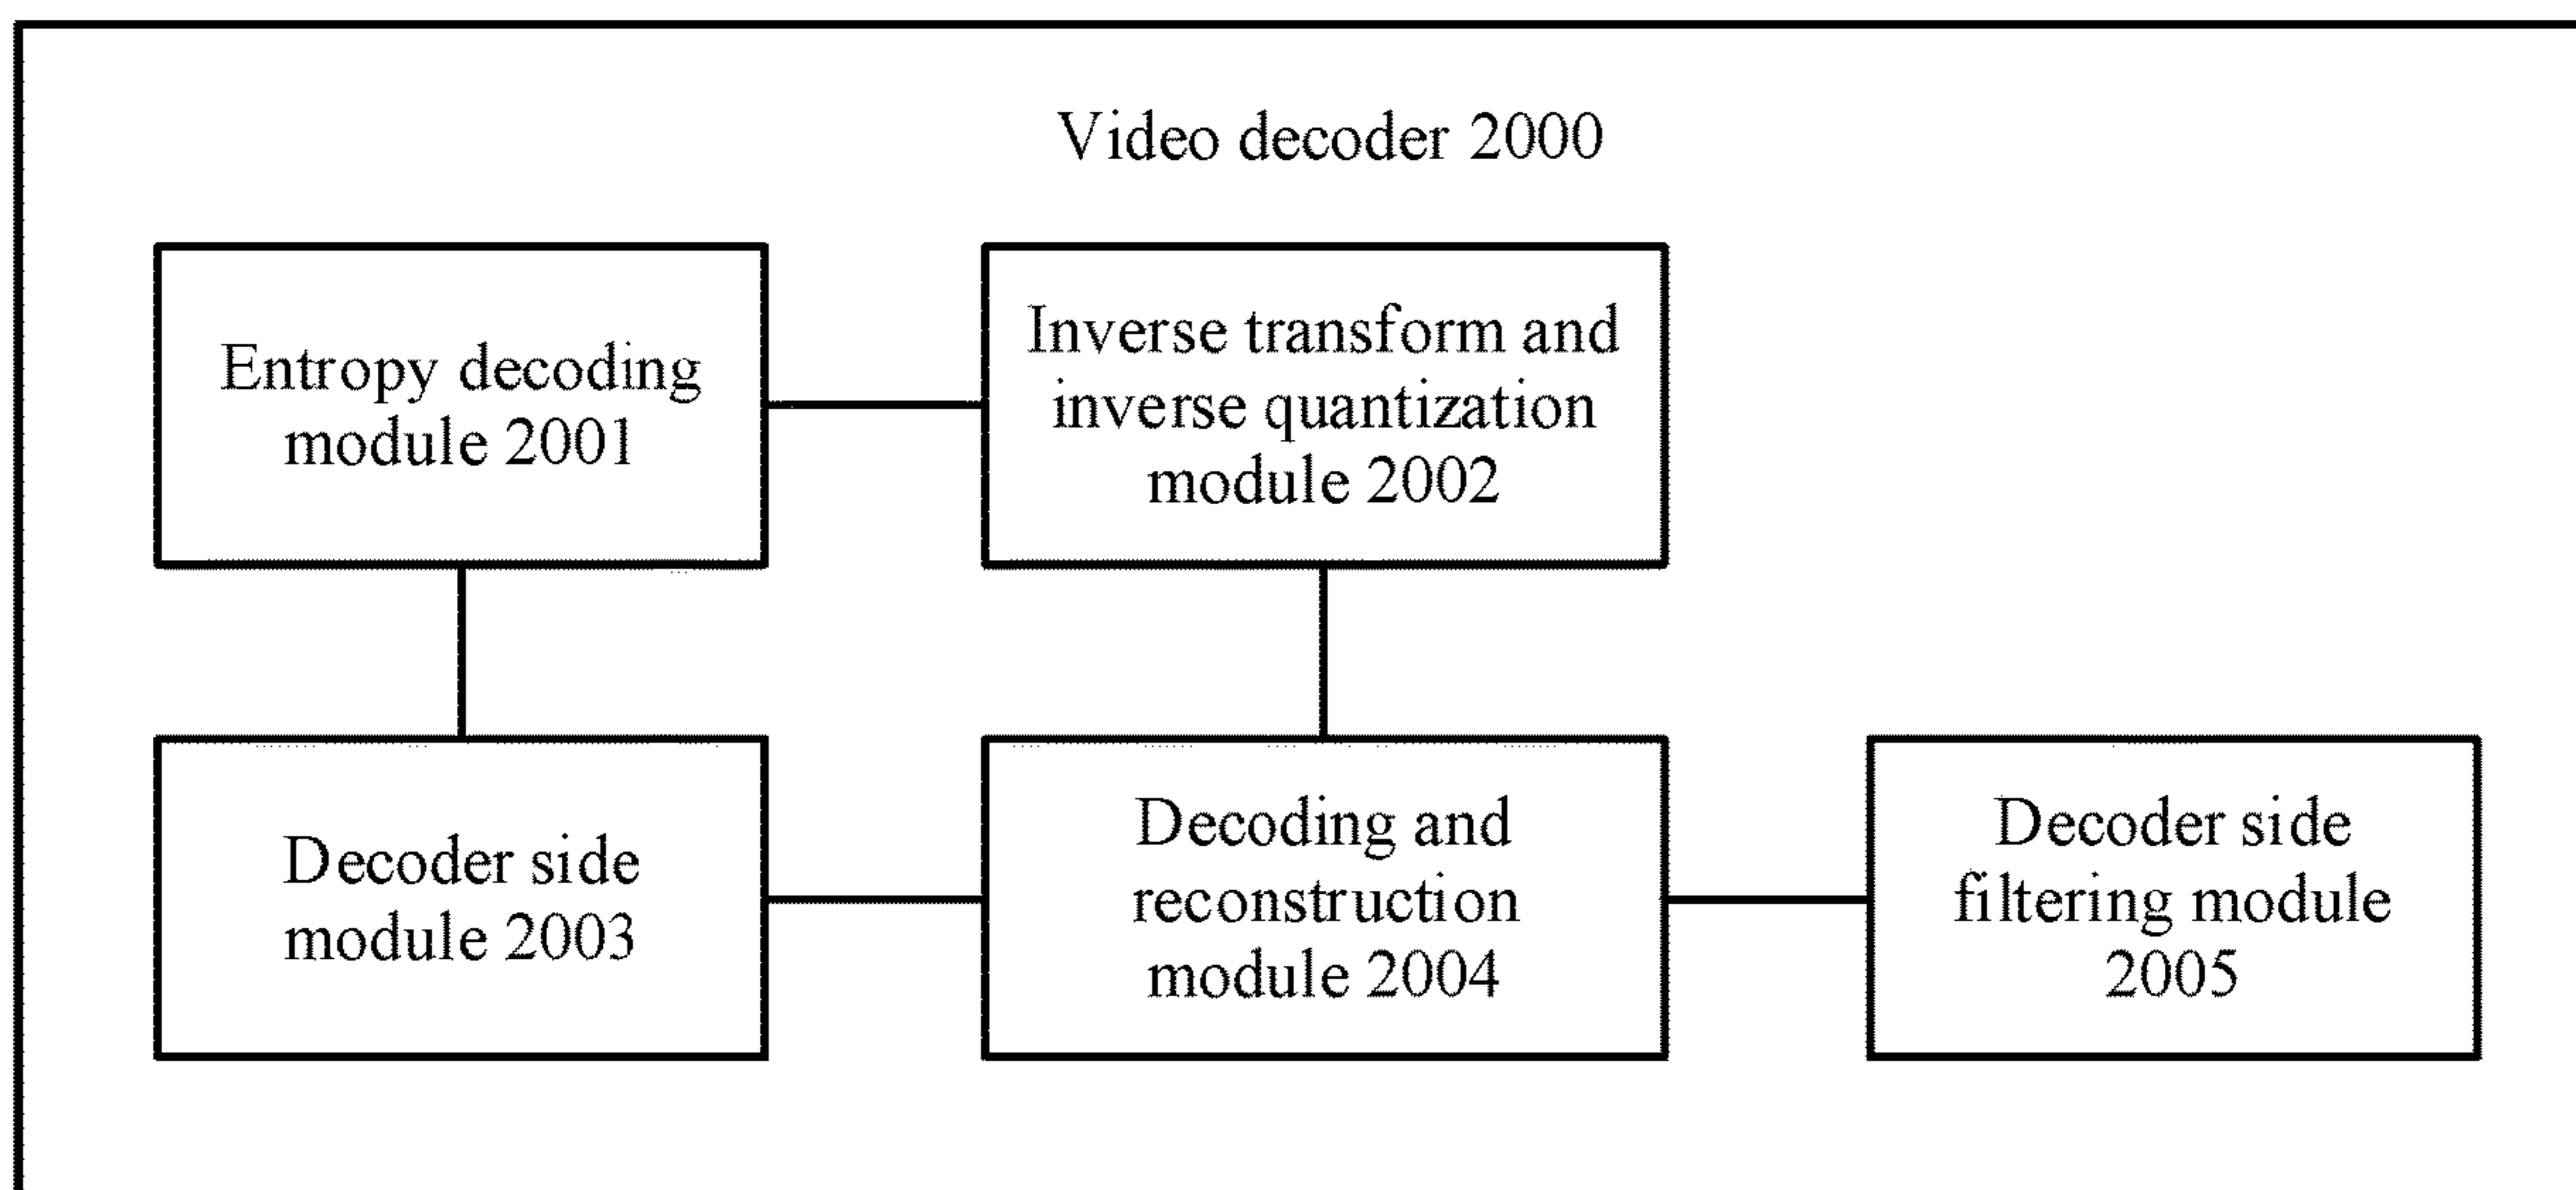 Video decoder 2000
Entropy decoding
module 2001
Inverse transform and
inverse quantization
module 2002
Decoder side
module 2003
Decoding and
reconstruction
module 2004
Decoder side
filtering module
2005